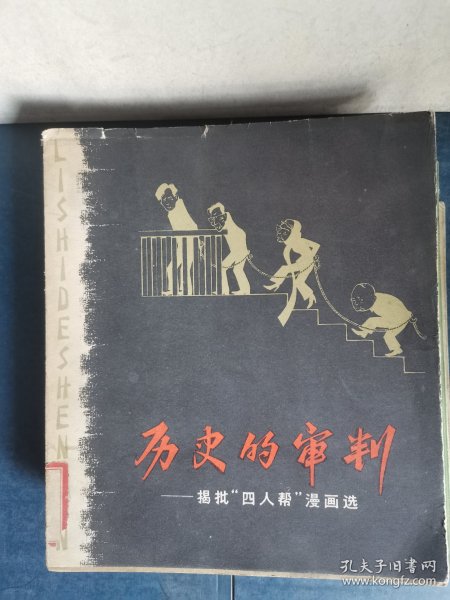 LISHIDESHEN
N
历史的审判
——揭批“四人帮”漫画选
孔夫子旧书网
www.kongfz.com